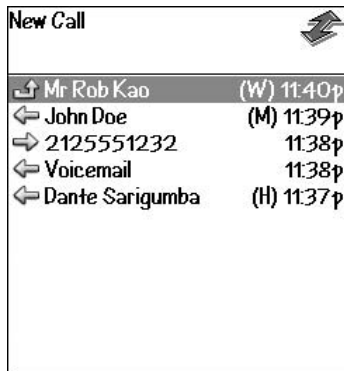 New Call
Mr Rob Kao (W) 11:40p
John Doe (M) 11:39p
2125551232 11:38p
Voicemail 11:38p
Dante Sarigumba (H) 11:37p